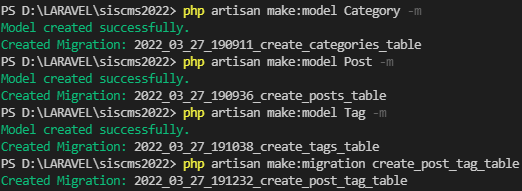 PS D:\LARAVEL\siscms2022> php artisan make:model Category -m
Model created successfully.
Created Migration: 2022_03_27_190911_create_categories_table
PS D:\LARAVEL\siscms2022> php artisan make:model Post -m
Model created successfully.
Created Migration: 2022_03_27_190936_create_posts_table
PS D:\LARAVEL\siscms2022> php artisan make:model Tag -m
Model created successfully.
Created Migration: 2022_03_27_191038_create_tags_table
PS D:\LARAVEL\siscms2022> php artisan make:migration create_post_tag_table
Created Migration: 2022_03_27_191232_create_post_tag_table